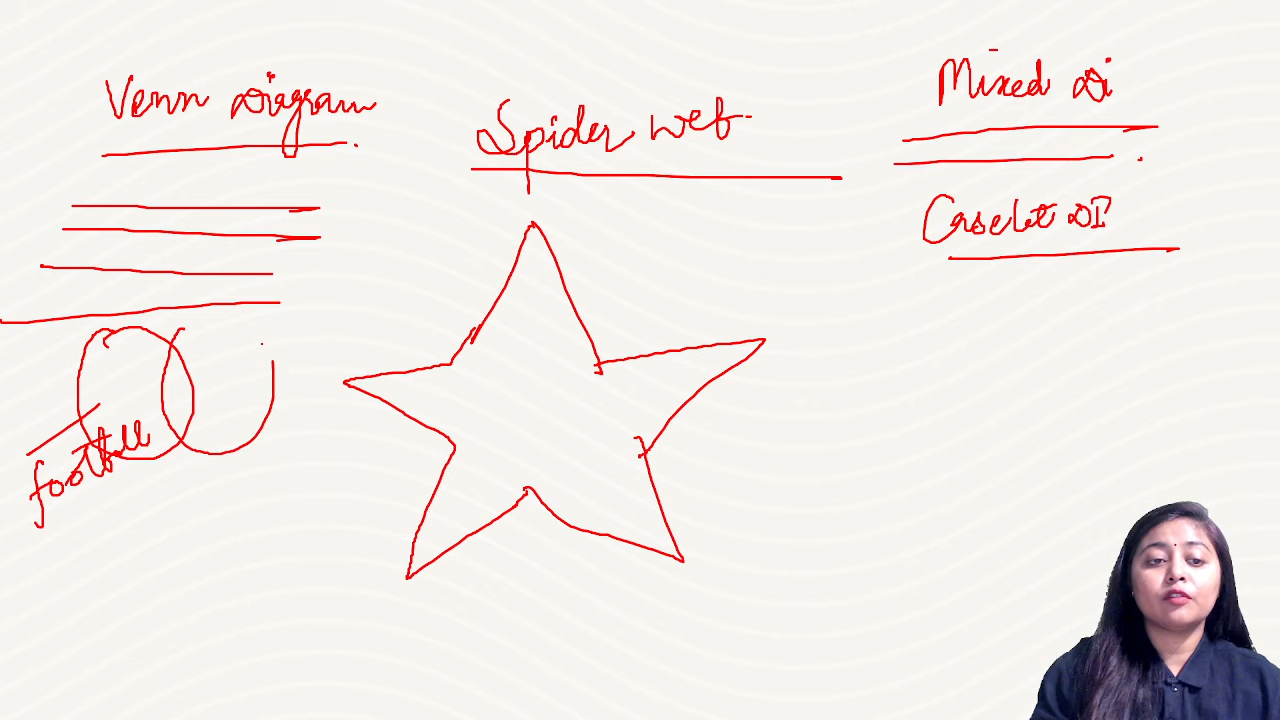 Venn Diagram
Spider web
Mixed DI
Caselet DI
football